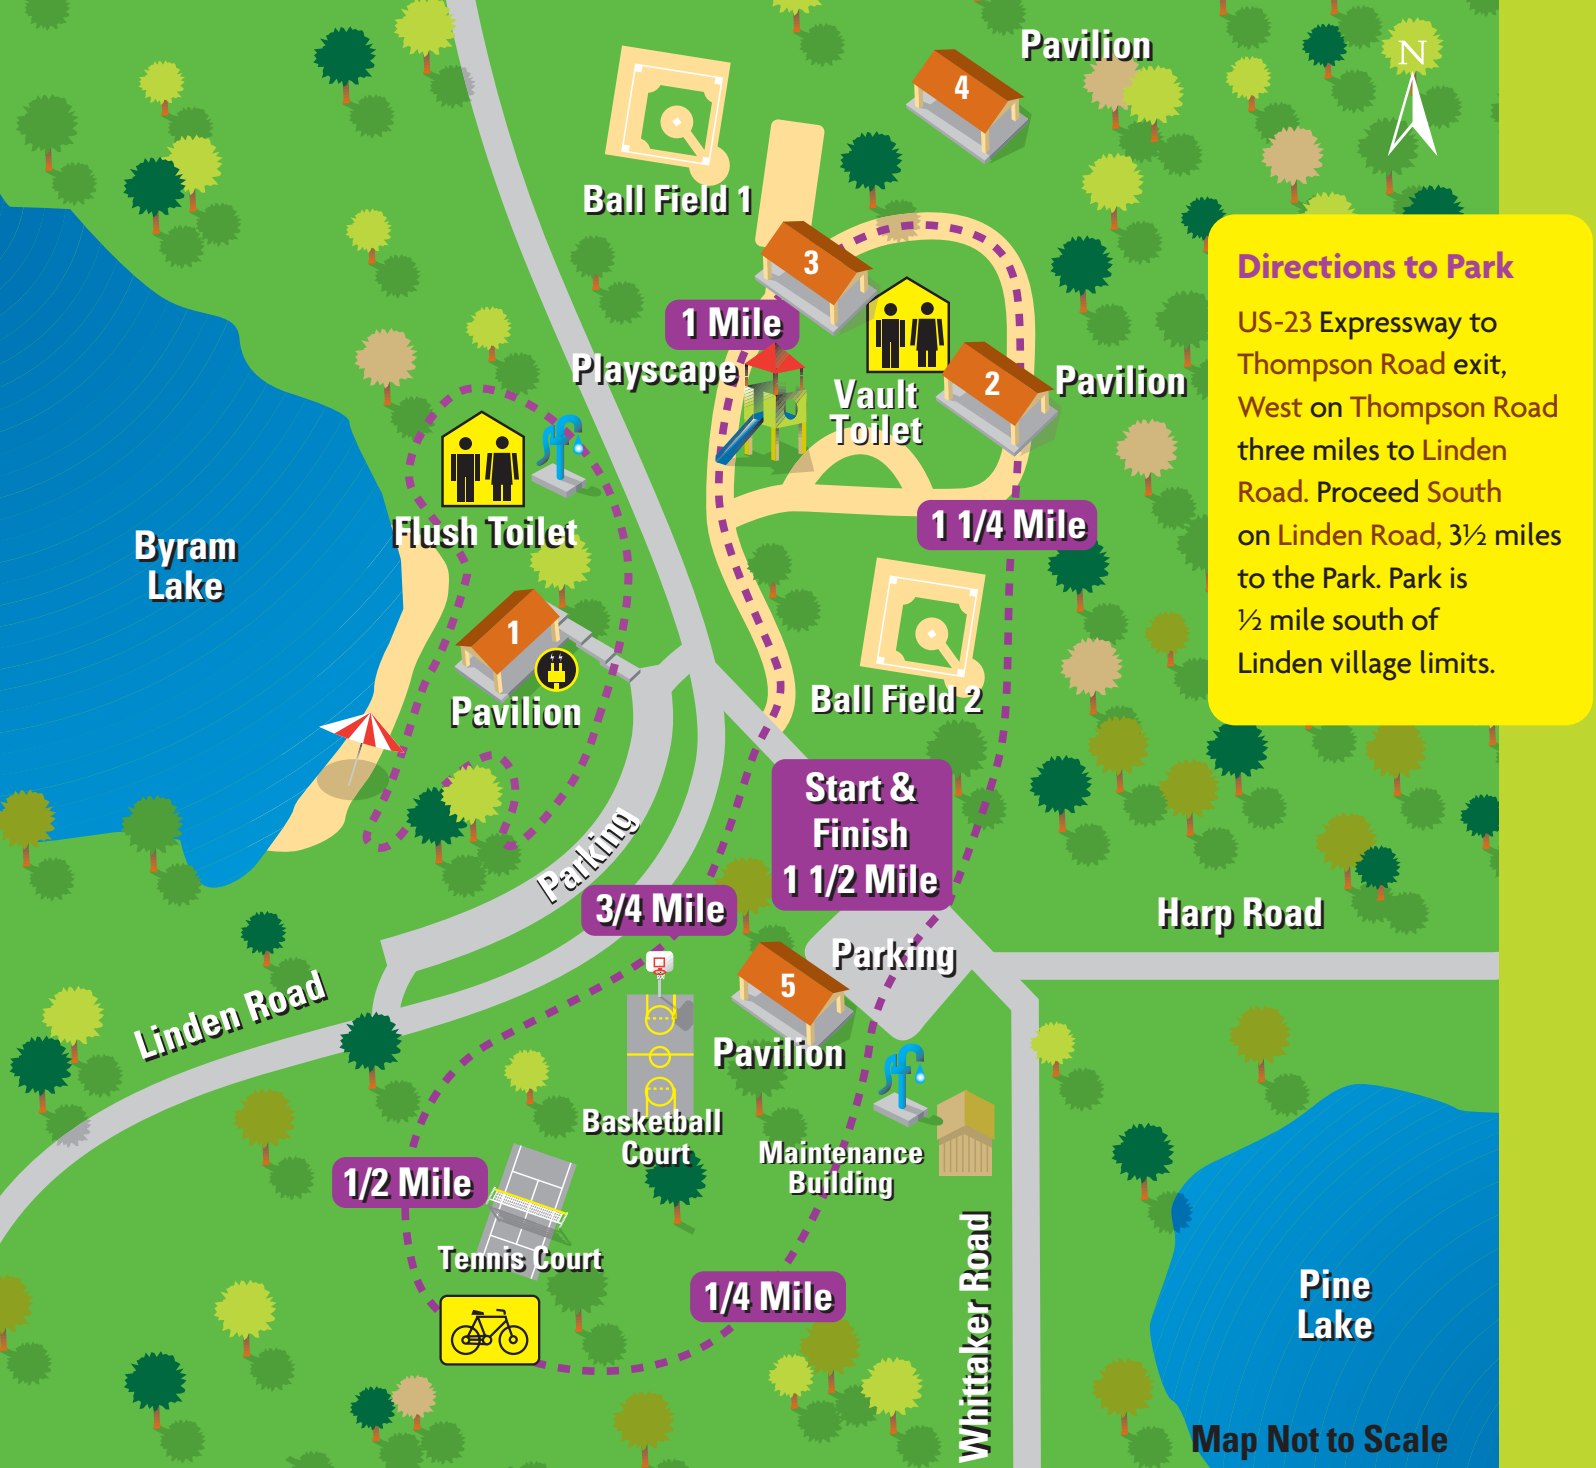 Pavilion
4
N
Ball Field 1
3
Directions to Park
US-23 Expressway to
Thompson Road exit,
West on Thompson Road
three miles to Linden
Road. Proceed South
on Linden Road, 3½ miles
to the Park. Park is
½ mile south of
Linden village limits.
1 Mile
Playscape
Vault
Toilet
2
Pavilion
Flush Toilet
1 1/4 Mile
Byram
Lake
1
Pavilion
Ball Field 2
Start &
Finish
1 1/2 Mile
Parking
3/4 Mile
Harp Road
Parking
5
Linden Road
Pavilion
Basketball
Court
Maintenance
Building
1/2 Mile
Tennis Court
1/4 Mile
Whittaker Road
Pine
Lake
Map Not to Scale